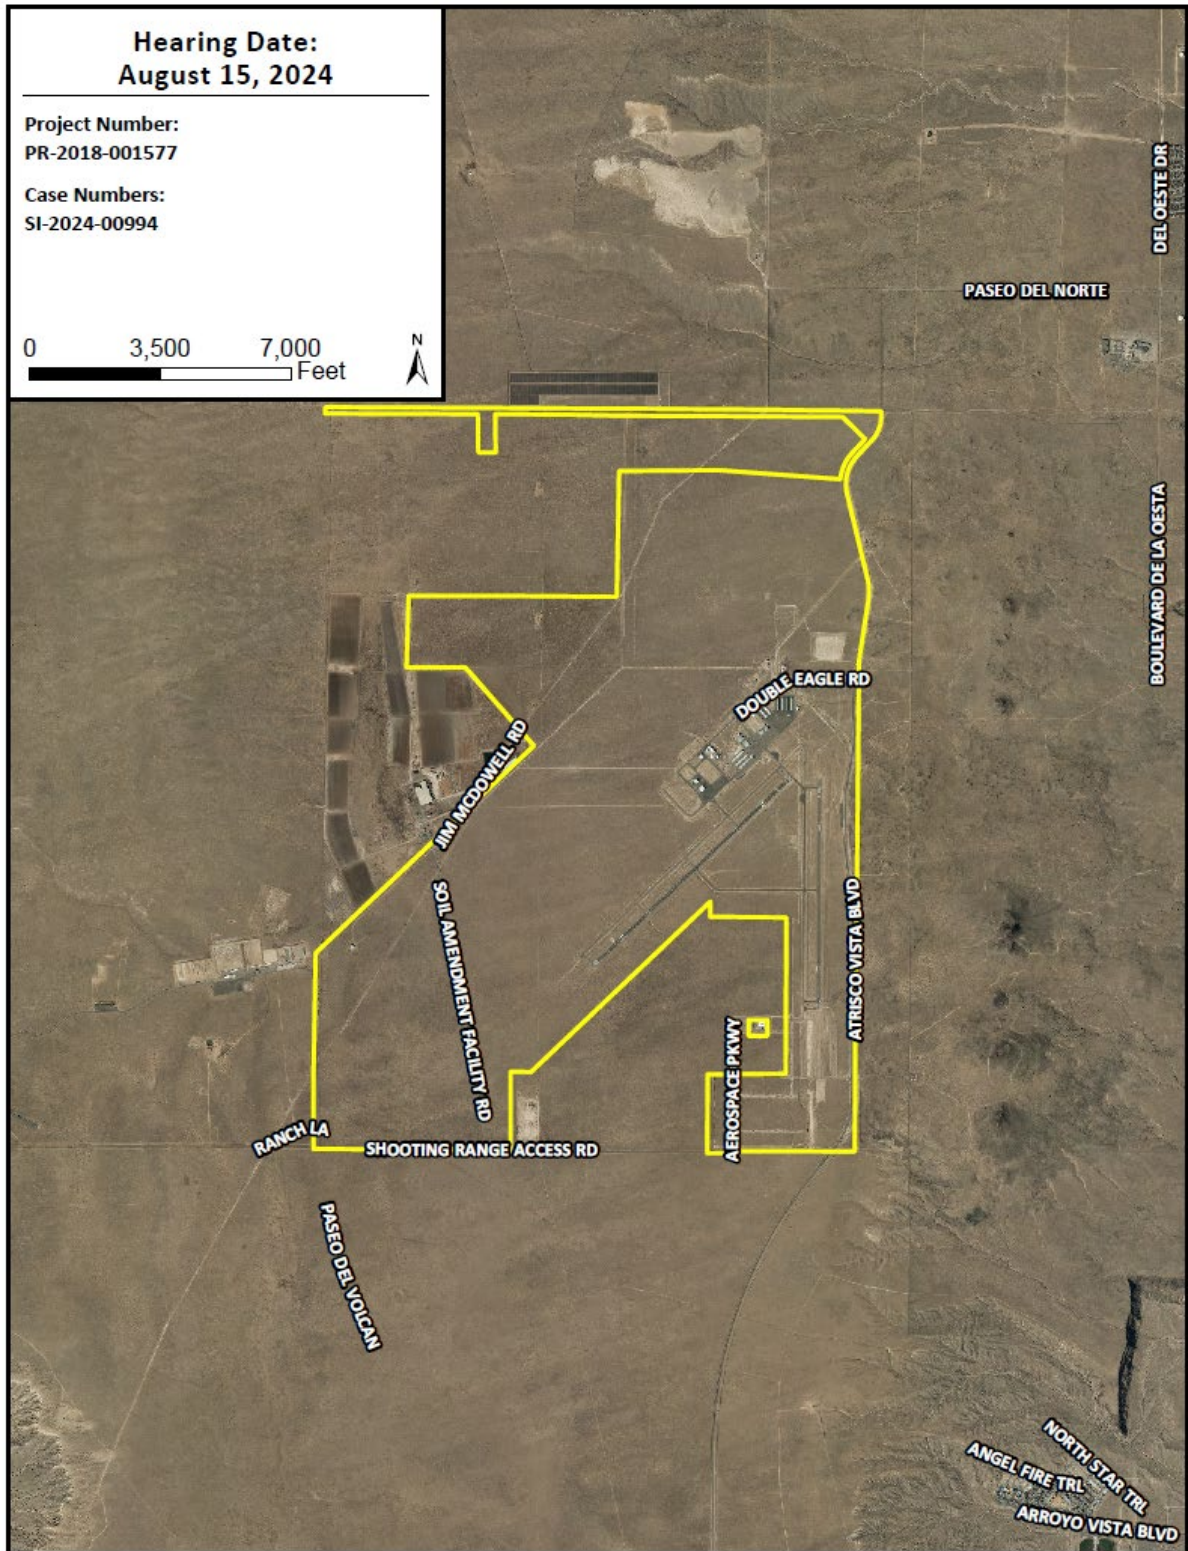 Hearing Date:
August 15, 2024
Project Number:
PR-2018-001577
Case Numbers:
SI-2024-00994
0 3,500 7,000
Feet
N
DEL OESTE DR
PASEO DEL NORTE
BOULEVARD DE LA OESTA
DOUBLE EAGLE RD
JIM MCDOWELL RD
SOIL AMENDMENT FACILITY RD
ATRISCO VISTA BLVD
AEROSPACE PKWY
RANCH LA
SHOOTING RANGE ACCESS RD
PASEO DEL VOLCAN
NORTH STAR TRL
ANGEL FIRE TRL
ARROYO VISTA BLVD